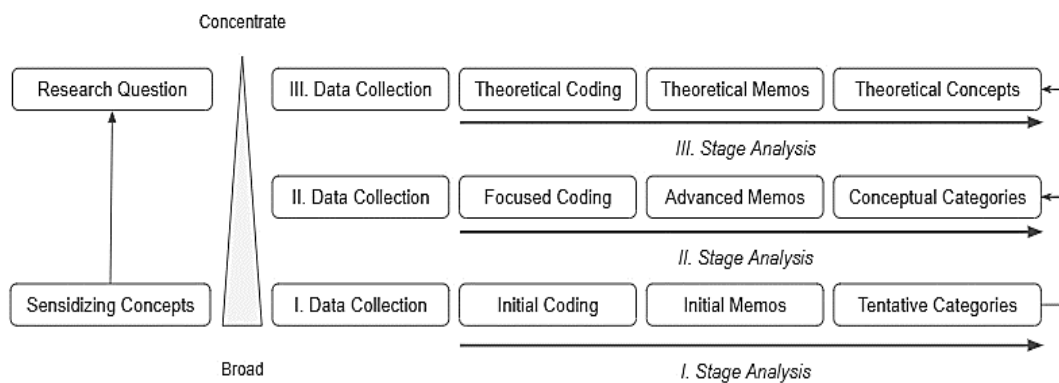 Concentrate
Research Question
III. Data Collection
Theoretical Coding
Theoretical Memos
Theoretical Concepts
III. Stage Analysis
II. Data Collection
Focused Coding
Advanced Memos
Conceptual Categories
II. Stage Analysis
Sensidizing Concepts
I. Data Collection
Initial Coding
Initial Memos
Tentative Categories
Broad
I. Stage Analysis